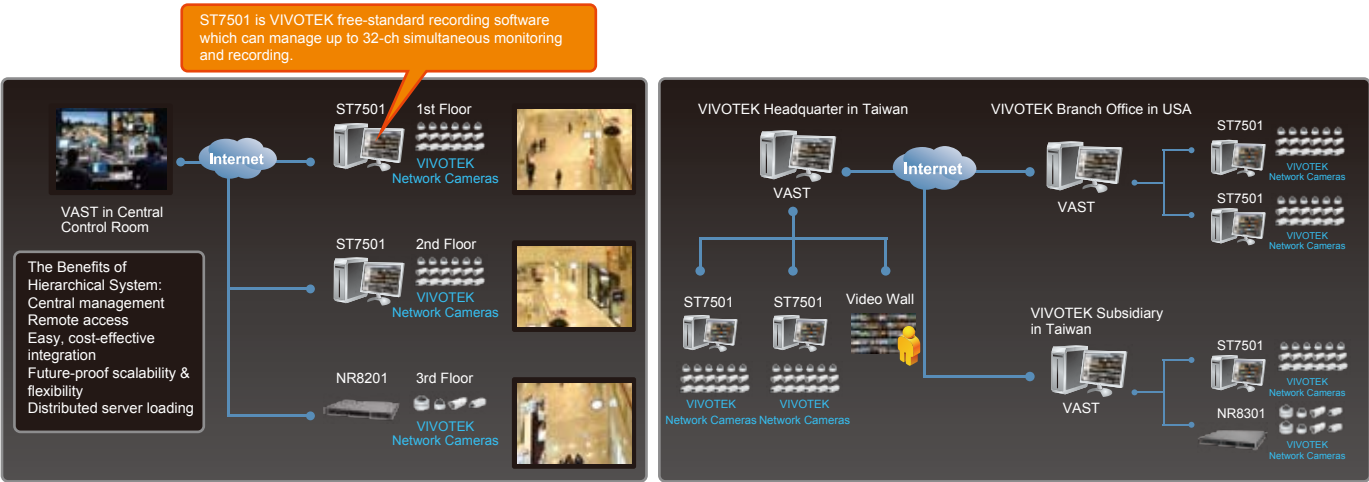 ST7501 is VIVOTEK free-standard recording software
which can manage up to 32-ch simultaneous monitoring
and recording.
VAST in Central
Control Room
Internet
ST7501
1st Floor
VIVOTEK
Network Cameras
ST7501
2nd Floor
VIVOTEK
Network Cameras
NR8201
3rd Floor
VIVOTEK
Network Cameras
The Benefits of
Hierarchical System:
Central management
Remote access
Easy, cost-effective
integration
Future-proof scalability &
flexibility
Distributed server loading
VIVOTEK Headquarter in Taiwan
VAST
Internet
ST7501
VIVOTEK
Network Cameras
ST7501
VIVOTEK
Network Cameras
Video Wall
VIVOTEK Branch Office in USA
VAST
ST7501
VIVOTEK
Network Cameras
ST7501
VIVOTEK
Network Cameras
VIVOTEK Subsidiary
in Taiwan
VAST
ST7501
VIVOTEK
Network Cameras
NR8301
VIVOTEK
Network Cameras